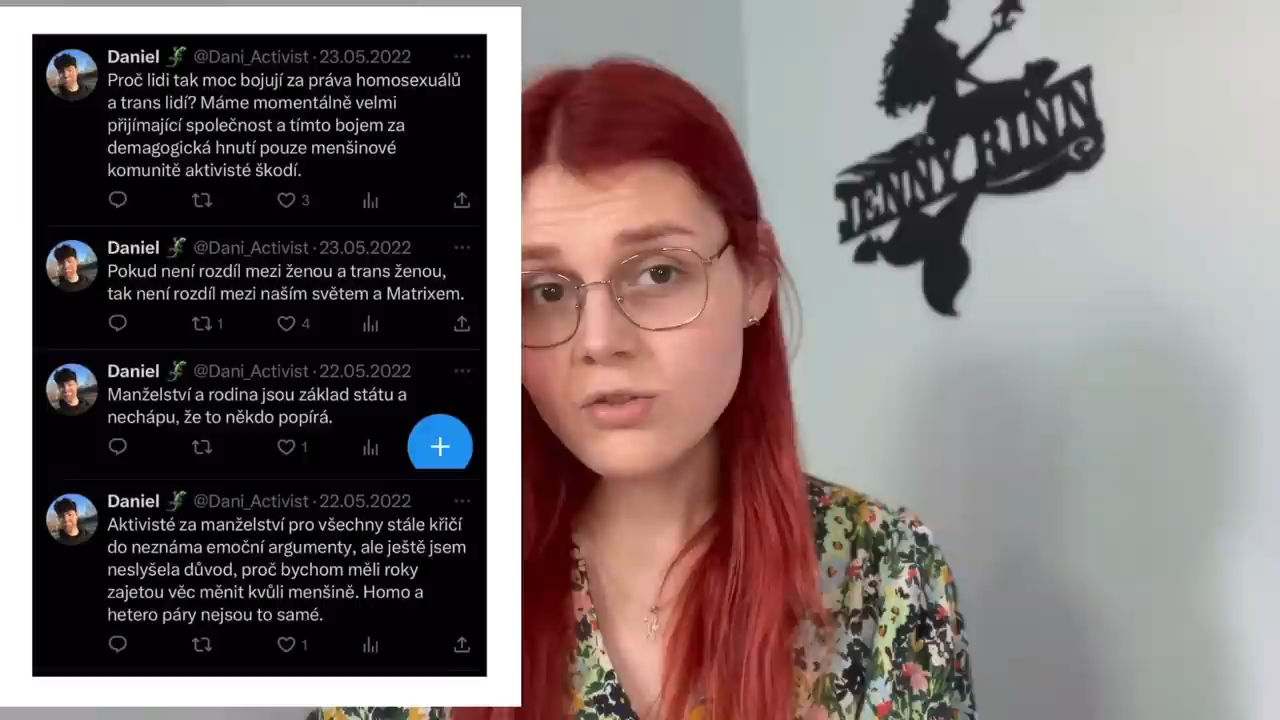 Daniel @Dani_Activist · 23.05.2022
Proč lidi tak moc bojují za práva homosexuálů
a trans lidí? Máme momentálně velmi
přijímající společnost a tímto bojem za
demagogická hnutí pouze menšinové
komunitě aktivisté škodí.
3
Daniel @Dani_Activist · 23.05.2022
Pokud není rozdíl mezi ženou a trans ženou,
tak není rozdíl mezi naším světem a Matrixem.
1 4
Daniel @Dani_Activist · 22.05.2022
Manželství a rodina jsou základ státu a
nechápu, že to někdo popírá.
1
Daniel @Dani_Activist · 22.05.2022
Aktivisté za manželství pro všechny stále křičí
do neznáma emoční argumenty, ale ještě jsem
neslyšela důvod, proč bychom měli roky
zajetou věc měnit kvůli menšině. Homo a
hetero páry nejsou to samé.
1
JENNY RINN